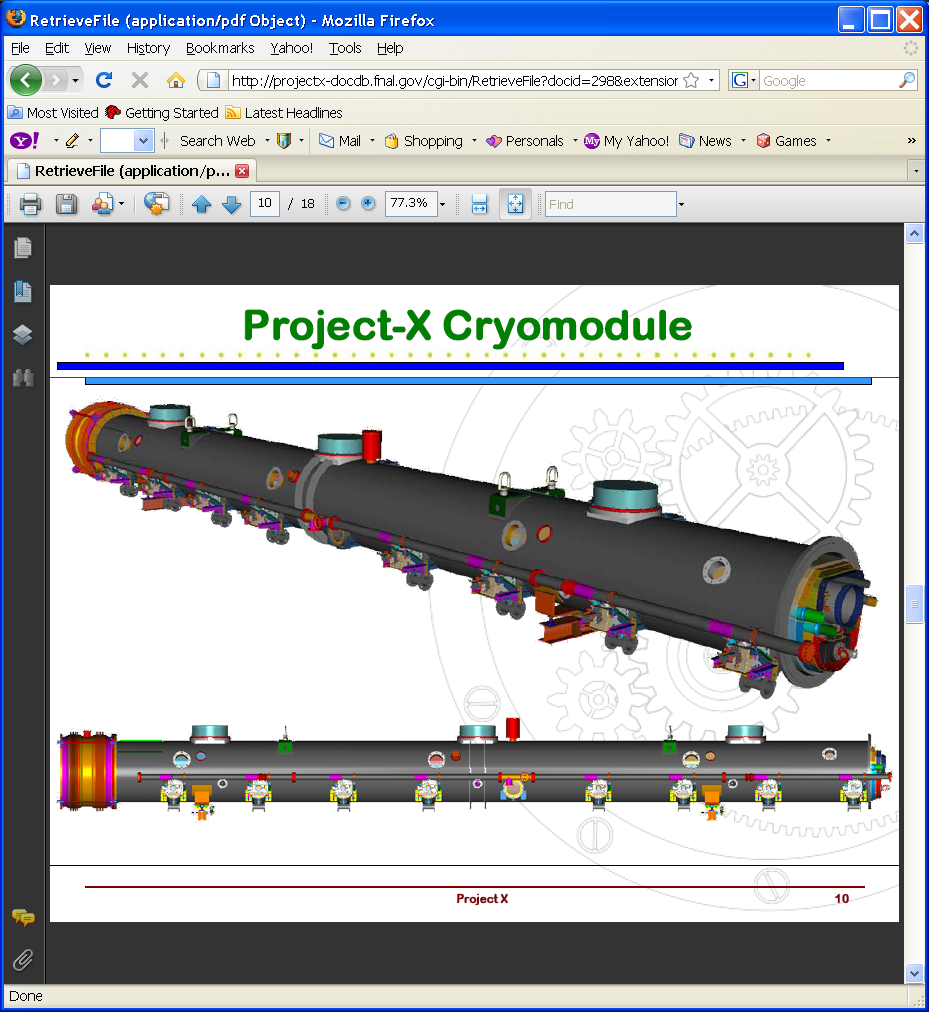 RetrieveFile (application/pdf Object) - Mozilla Firefox
File Edit View History Bookmarks Yahoo! Tools Help
http://projectx-docdb.fnal.gov/cgi-bin/RetrieveFile?docid=298&extension
G Google
Most Visited Getting Started Latest Headlines
Y! Search Web Mail Shopping Personals My My Yahoo! News Games »
RetrieveFile (application/p...
10 / 18 77.3% Find
Project-X Cryomodule
Project X 10
Done